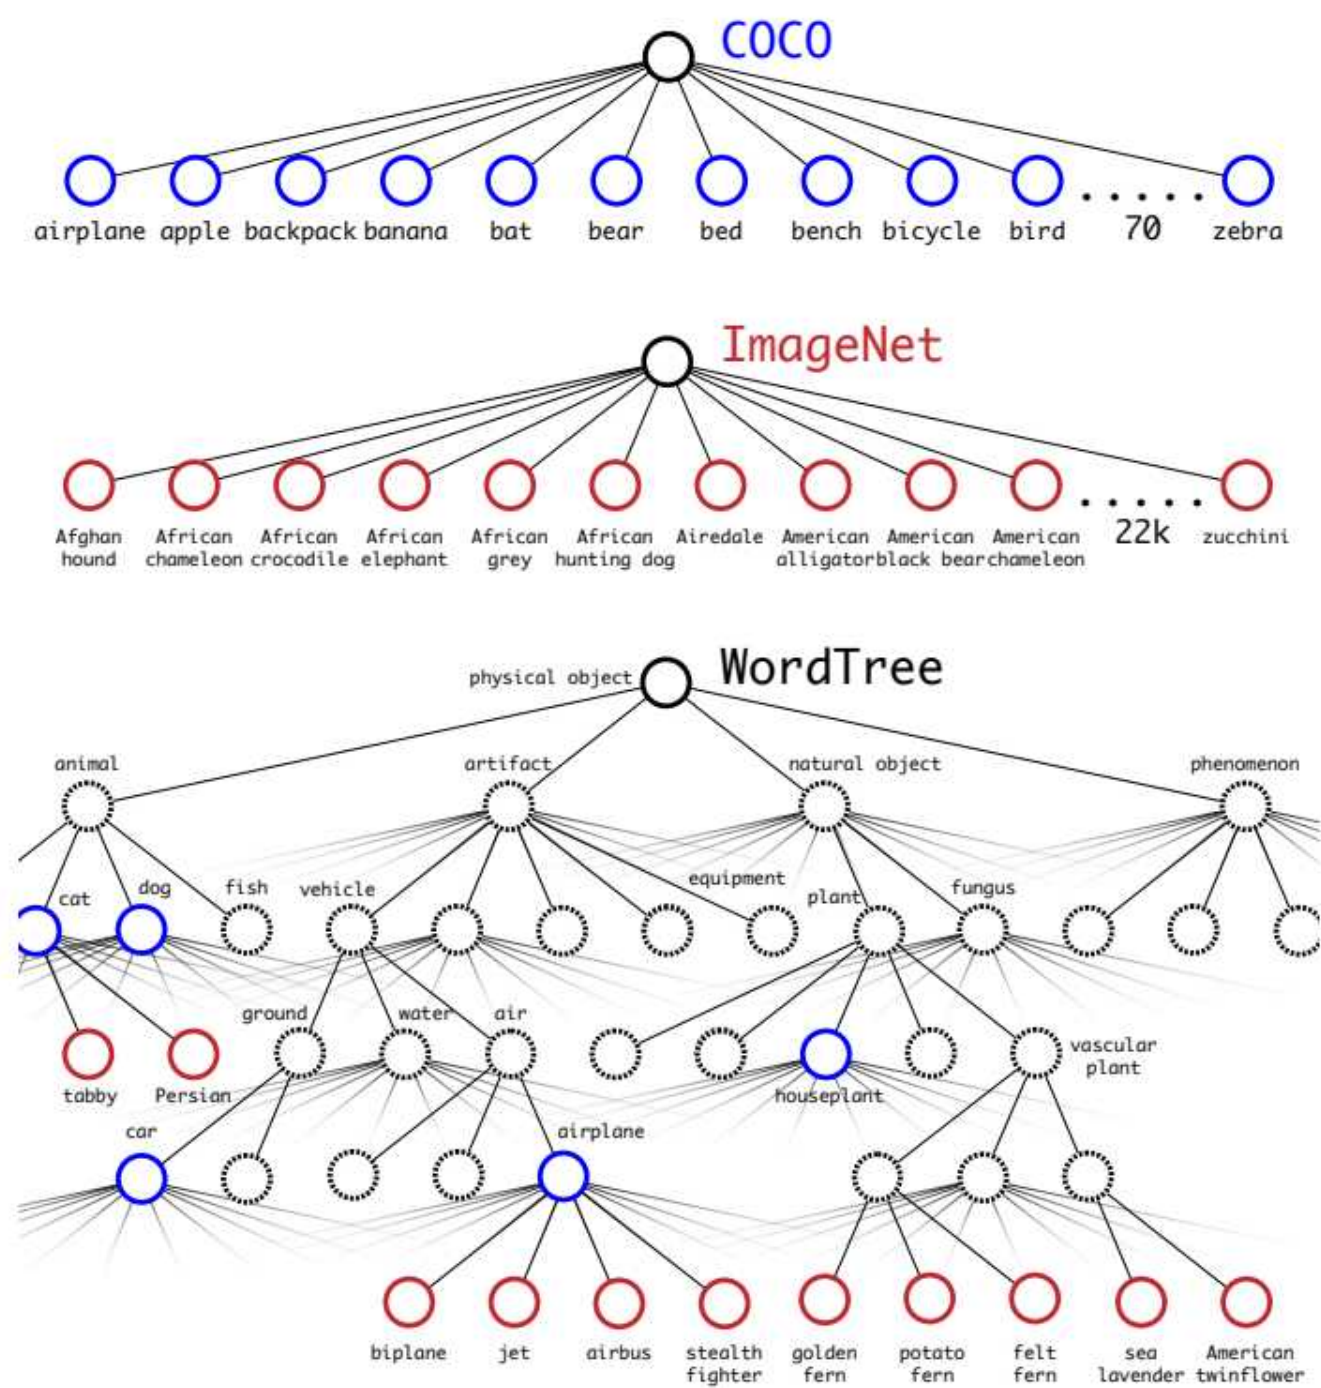 COCO
airplane apple backpack banana bat bear bed bench bicycle bird 70 zebra
ImageNet
Afghan hound
African chameleon
African crocodile
African elephant
African grey
African hunting dog
Airedale
American alligator
American black bear
American chameleon
22k
zucchini
WordTree
physical object
animal artifact natural object phenomenon
cat dog fish vehicle equipment plant fungus
ground water air
vascular plant
tabby Persian houseplant
car airplane
biplane jet airbus
stealth fighter
golden fern
potato fern
felt fern
sea lavender
American twinflower